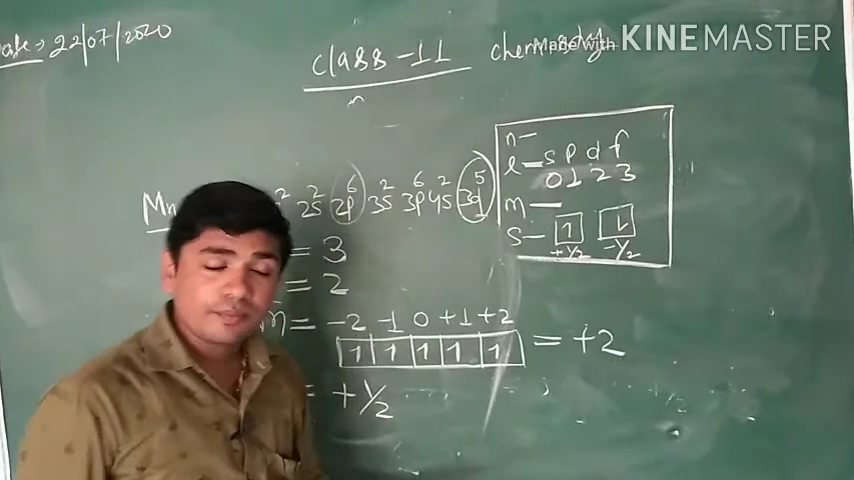 Date → 22/07/2020
Made with KINEMASTER
class-11 chemistry
n
Mn 2 2s² 2p⁶ 3s² 3p⁶ 4s² 3d⁵
= 3
= 2
m = -2 -1 0 +1 +2
1 1 1 1 1 = +2
= +1/2
n -
l - s p d f
0 1 2 3
m -
s - 1 1
+1/2 -1/2